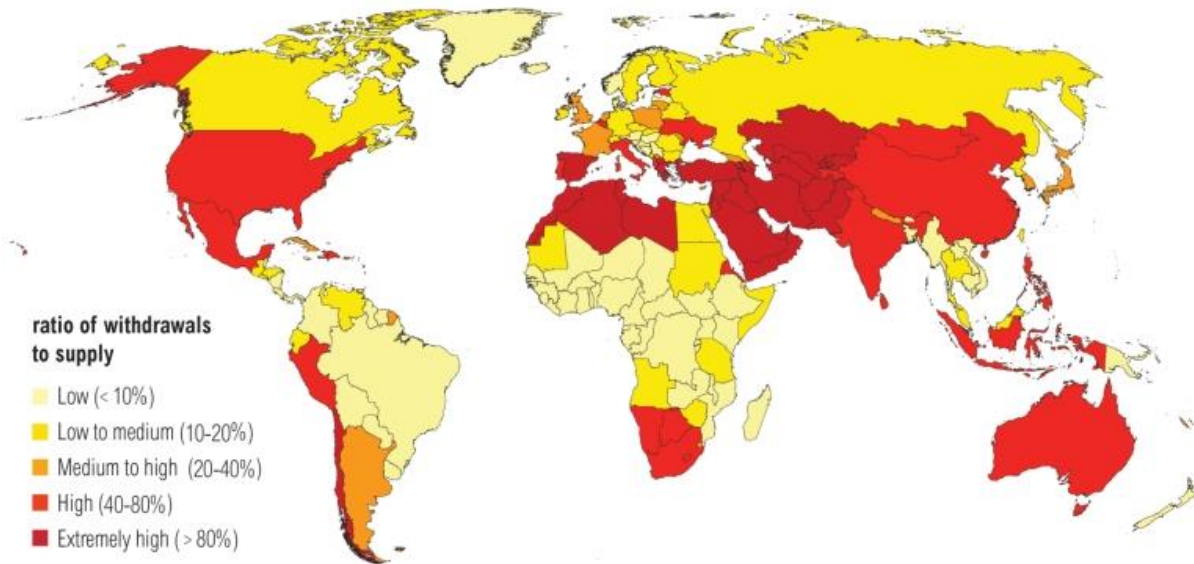 ratio of withdrawals
to supply
Low (< 10%)
Low to medium (10-20%)
Medium to high (20-40%)
High (40-80%)
Extremely high (> 80%)